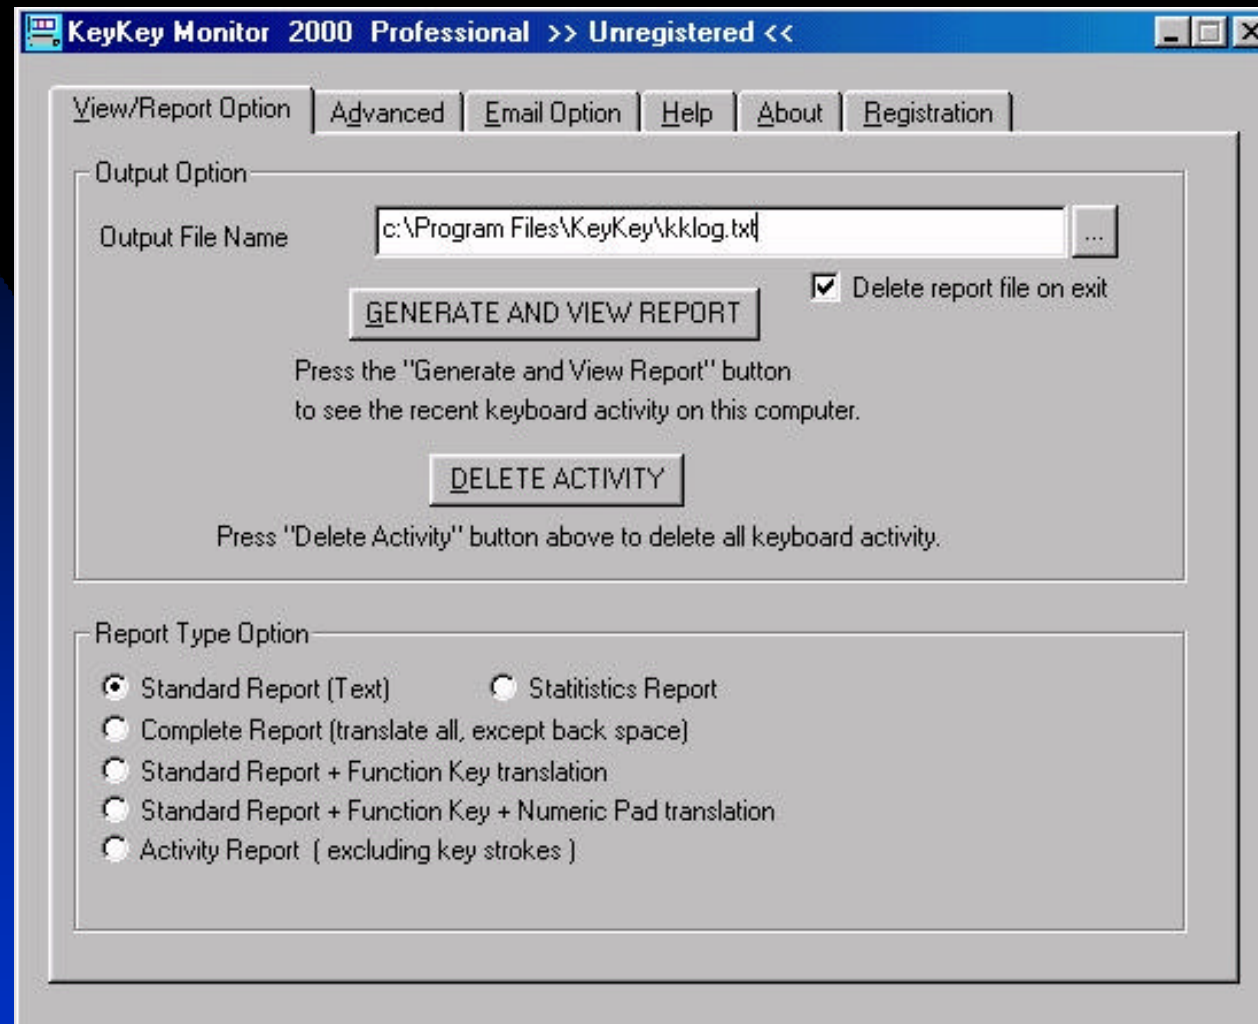 KeyKey Monitor 2000 Professional >> Unregistered <<
View/Report Option Advanced Email Option Help About Registration
Output Option
Output File Name c:\Program Files\KeyKey\kklog.txt ...
Delete report file on exit
GENERATE AND VIEW REPORT
Press the "Generate and View Report" button
to see the recent keyboard activity on this computer.
DELETE ACTIVITY
Press "Delete Activity" button above to delete all keyboard activity.
Report Type Option
Standard Report (Text) Statitistics Report
Complete Report (translate all, except back space)
Standard Report + Function Key translation
Standard Report + Function Key + Numeric Pad translation
Activity Report ( excluding key strokes )